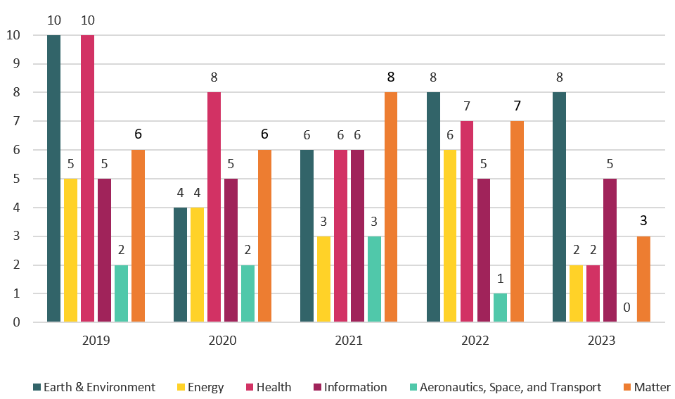 10
9
8
7
6
5
4
3
2
1
0
10 5 10 5 2 6
4 4 8 5 2 6
6 3 6 6 3 8
8 6 7 5 1 7
8 2 2 5 0 3
2019 2020 2021 2022 2023
Earth & Environment Energy Health Information Aeronautics, Space, and Transport Matter